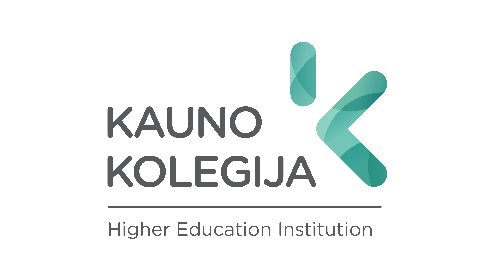 KAUNO
KOLEGIJA
Higher Education Institution